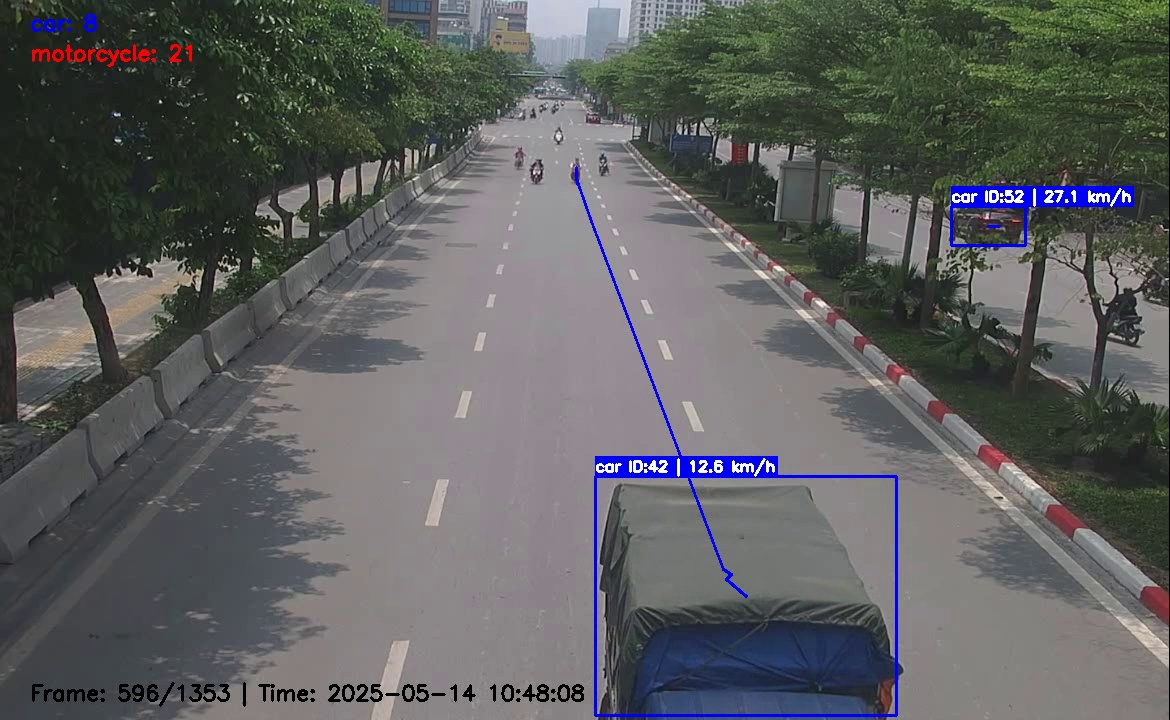 car: 8
motorcycle: 21
car ID:52 | 27.1 km/h
car ID:42 | 12.6 km/h
Frame: 596/1353 | Time: 2025-05-14 10:48:08